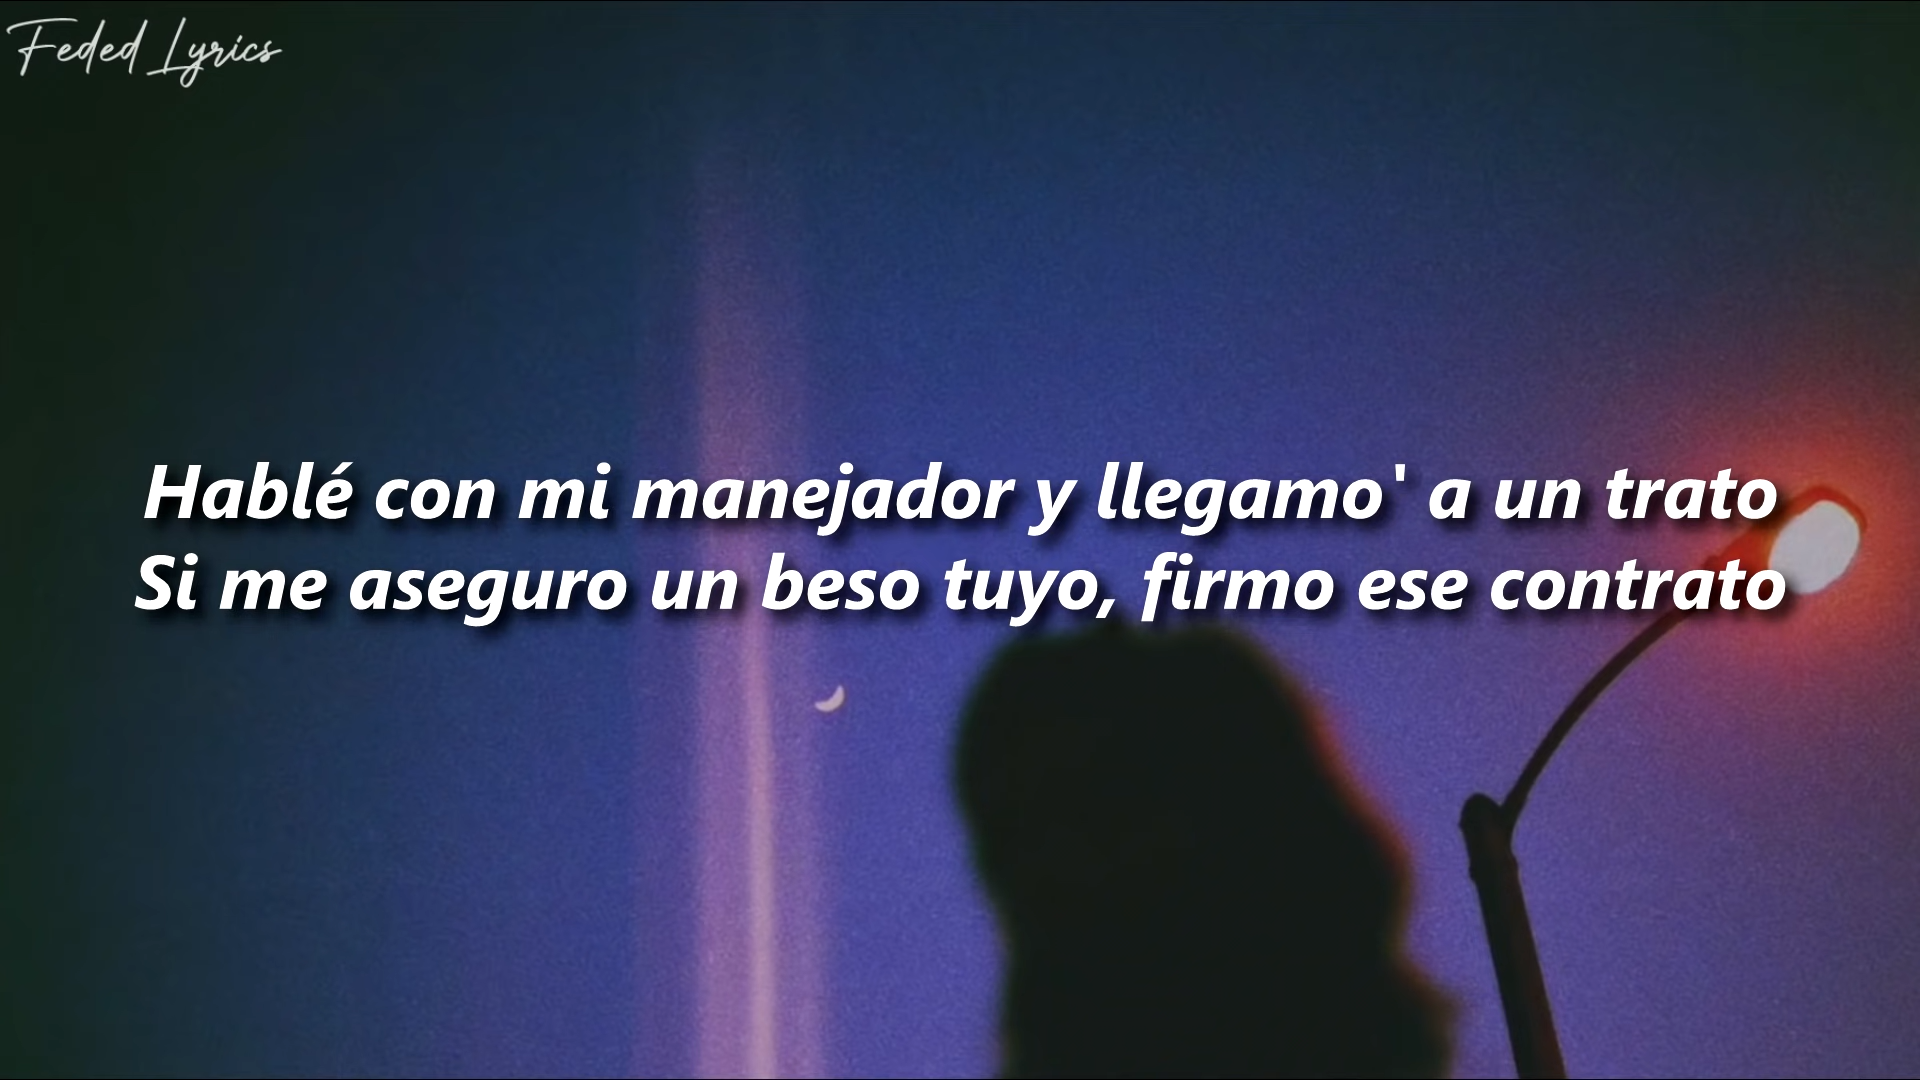 Feded Lyrics
Hablé con mi manejador y llegamo' a un trato
Si me aseguro un beso tuyo, firmo ese contrato